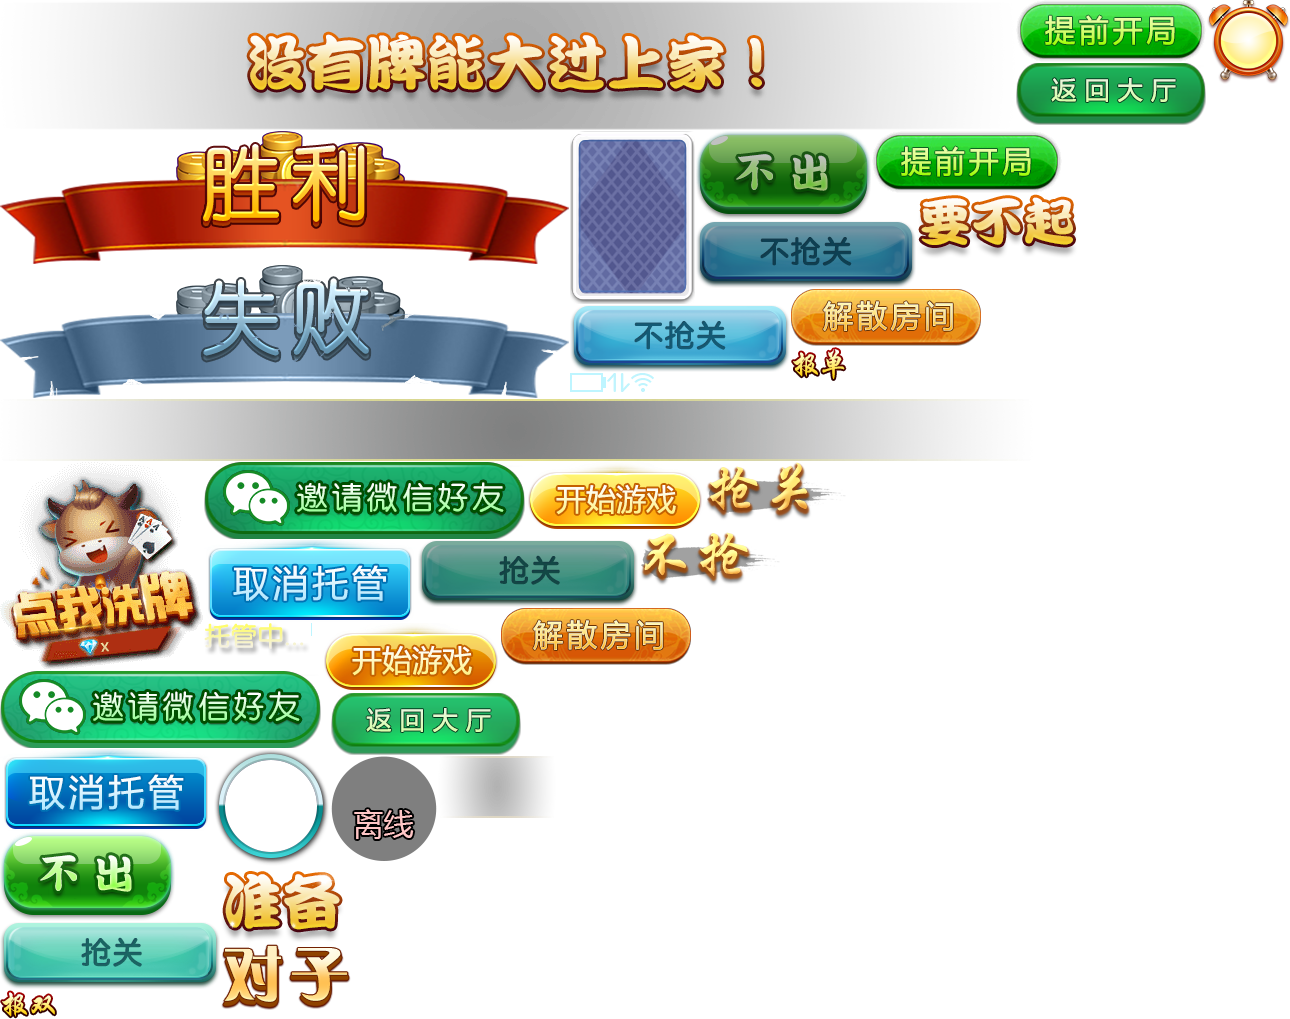 没有牌能大过上家！
提前开局
返回大厅
胜利
不出
提前开局
要不起
不抢关
失败
不抢关
解散房间
报单
邀请微信好友
开始游戏
抢关
取消托管
抢关
不抢
点我洗牌
x
托管中...
开始游戏
解散房间
邀请微信好友
返回大厅
取消托管
离线
不出
准备
抢关
对子
报双